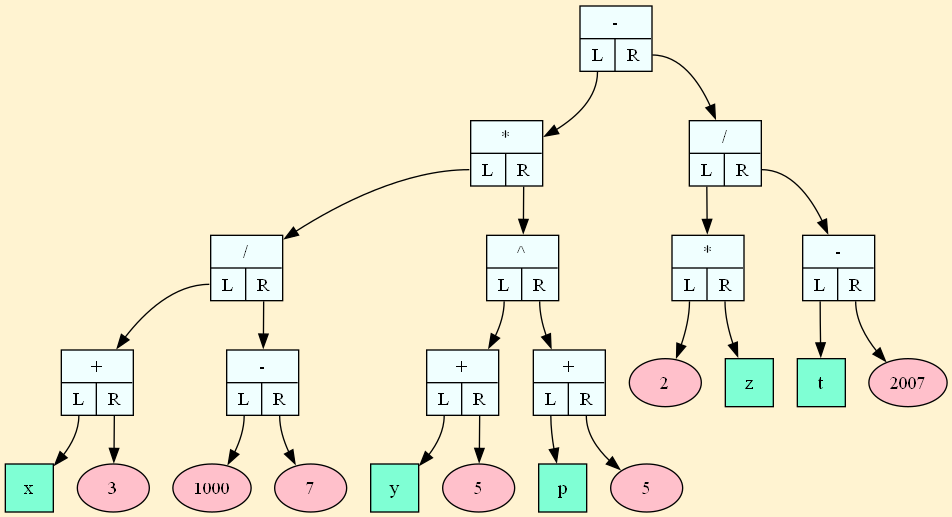 -
L R
* /
L R L R
/ ^ * -
L R L R L R L R
+ - + +
L R L R L R L R
2 z t 2007
x 3 1000 7 y 5 p 5